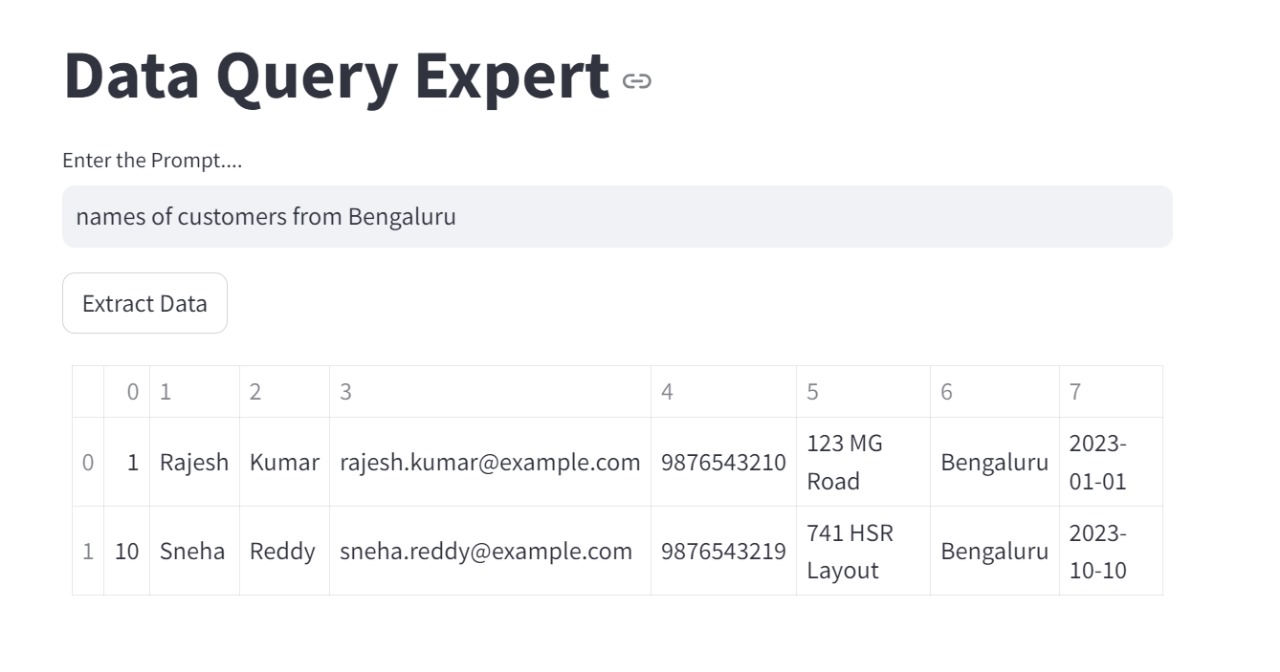 Data Query Expert
Enter the Prompt....
names of customers from Bengaluru
Extract Data
0 1 2 3 4 5 6 7
0 1 Rajesh Kumar rajesh.kumar@example.com 9876543210 123 MG Road Bengaluru 2023-01-01
1 10 Sneha Reddy sneha.reddy@example.com 9876543219 741 HSR Layout Bengaluru 2023-10-10